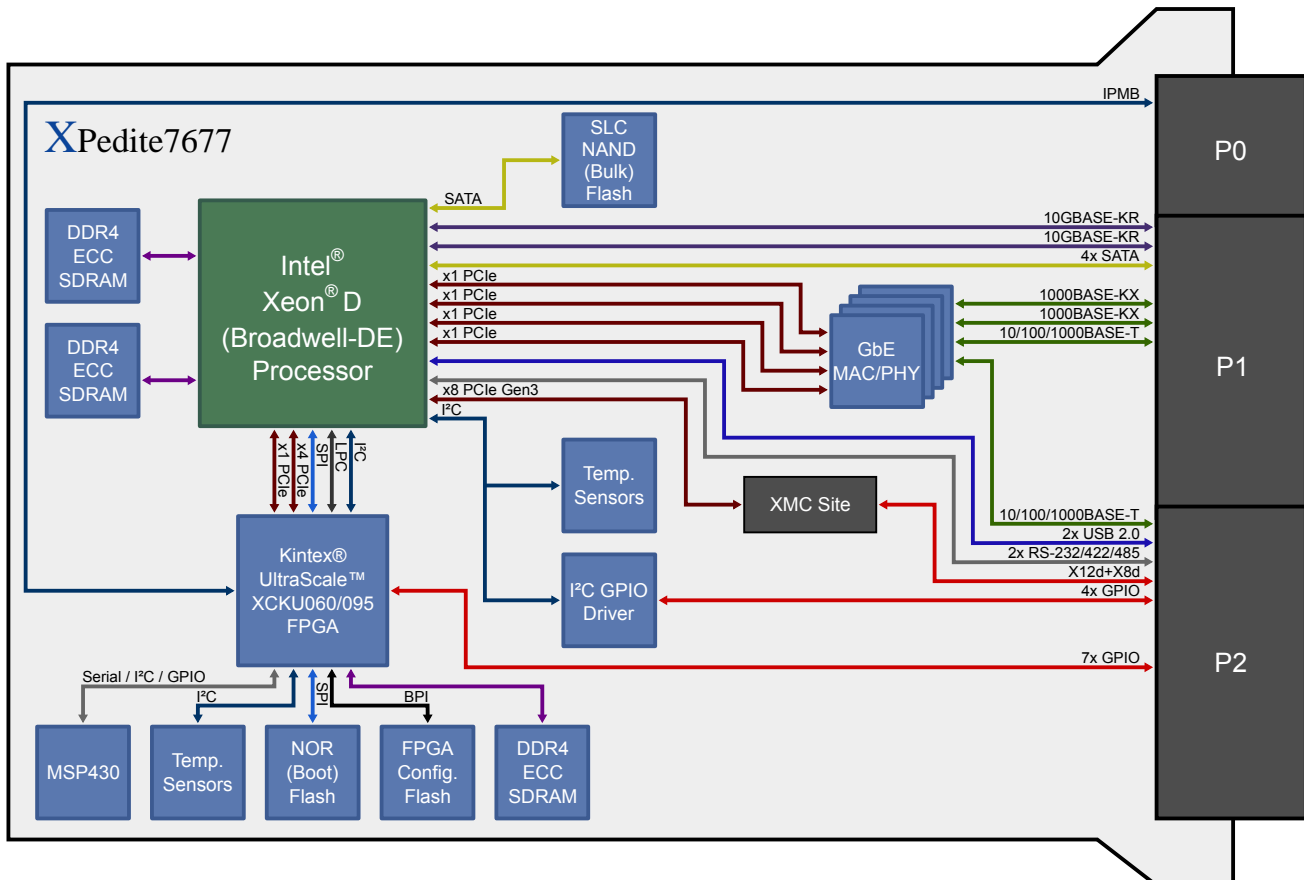 IPMB
XPedite7677
P0
SLC
NAND
(Bulk)
Flash
SATA
DDR4
ECC
SDRAM
Intel®
Xeon® D
(Broadwell-DE)
Processor
10GBASE-KR
10GBASE-KR
4x SATA
x1 PCIe
x1 PCIe
x1 PCIe
x1 PCIe
1000BASE-KX
1000BASE-KX
10/100/1000BASE-T
GbE
MAC/PHY
P1
DDR4
ECC
SDRAM
x8 PCIe Gen3
I²C
x1 PCIe
x4 PCIe
SPI
LPC
I²C
Temp.
Sensors
XMC Site
10/100/1000BASE-T
2x USB 2.0
2x RS-232/422/485
X12d+X8d
4x GPIO
Kintex®
UltraScale™
XCKU060/095
FPGA
I²C GPIO
Driver
7x GPIO
P2
Serial / I²C / GPIO
I²C
SPI
BPI
MSP430
Temp.
Sensors
NOR
(Boot)
Flash
FPGA
Config.
Flash
DDR4
ECC
SDRAM